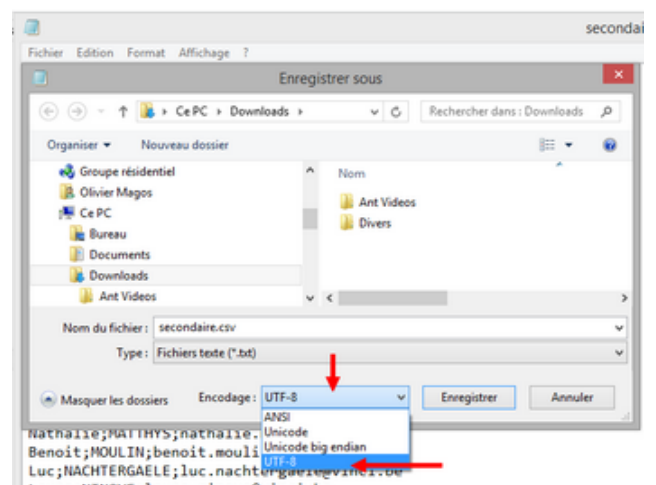 secondai
Fichier Edition Format Affichage ?
Enregistrer sous
Ce PC Downloads Rechercher dans : Downloads
Organiser Nouveau dossier
Groupe résidentiel
Nom
Olivier Magos
Ant Videos
Ce PC
Divers
Bureau
Documents
Downloads
Ant Videos
Nom du fichier : secondaire.csv
Type : Fichiers texte (*.txt)
Masquer les dossiers Encodage : UTF-8 Enregistrer Annuler
ANSI
Unicode
Unicode big endian
UTF-8
Nathalie;MATTHYS;nathalie.
Benoit;MOULIN;benoit.mouli
Luc;NACHTERGAELE;luc.nachtergaele@vinci.be